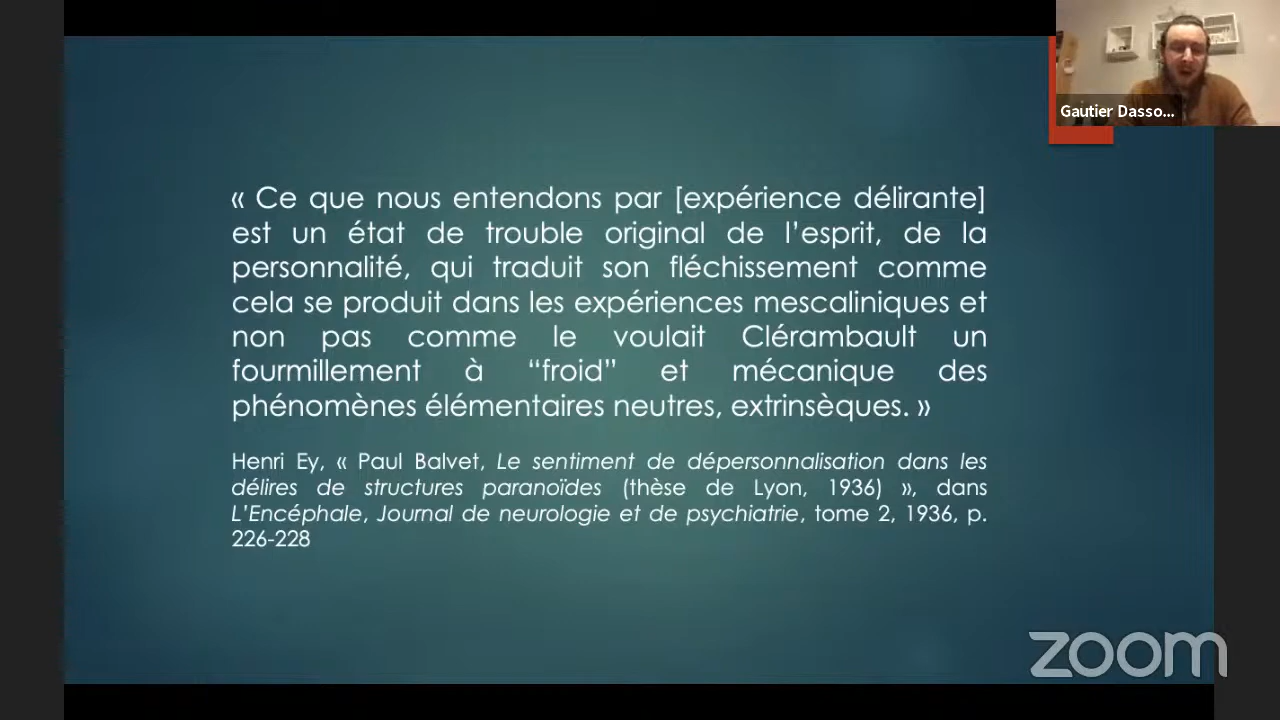 Gautier Dasso...
« Ce que nous entendons par [expérience délirante]
est un état de trouble original de l’esprit, de la
personnalité, qui traduit son fléchissement comme
cela se produit dans les expériences mescaliniques et
non pas comme le voulait Clérambault un
fourmillement à “froid” et mécanique des
phénomènes élémentaires neutres, extrinsèques. »
Henri Ey, « Paul Balvet, Le sentiment de dépersonnalisation dans les
délires de structures paranoïdes (thèse de Lyon, 1936) », dans
L’Encéphale, Journal de neurologie et de psychiatrie, tome 2, 1936, p.
226-228
zoom